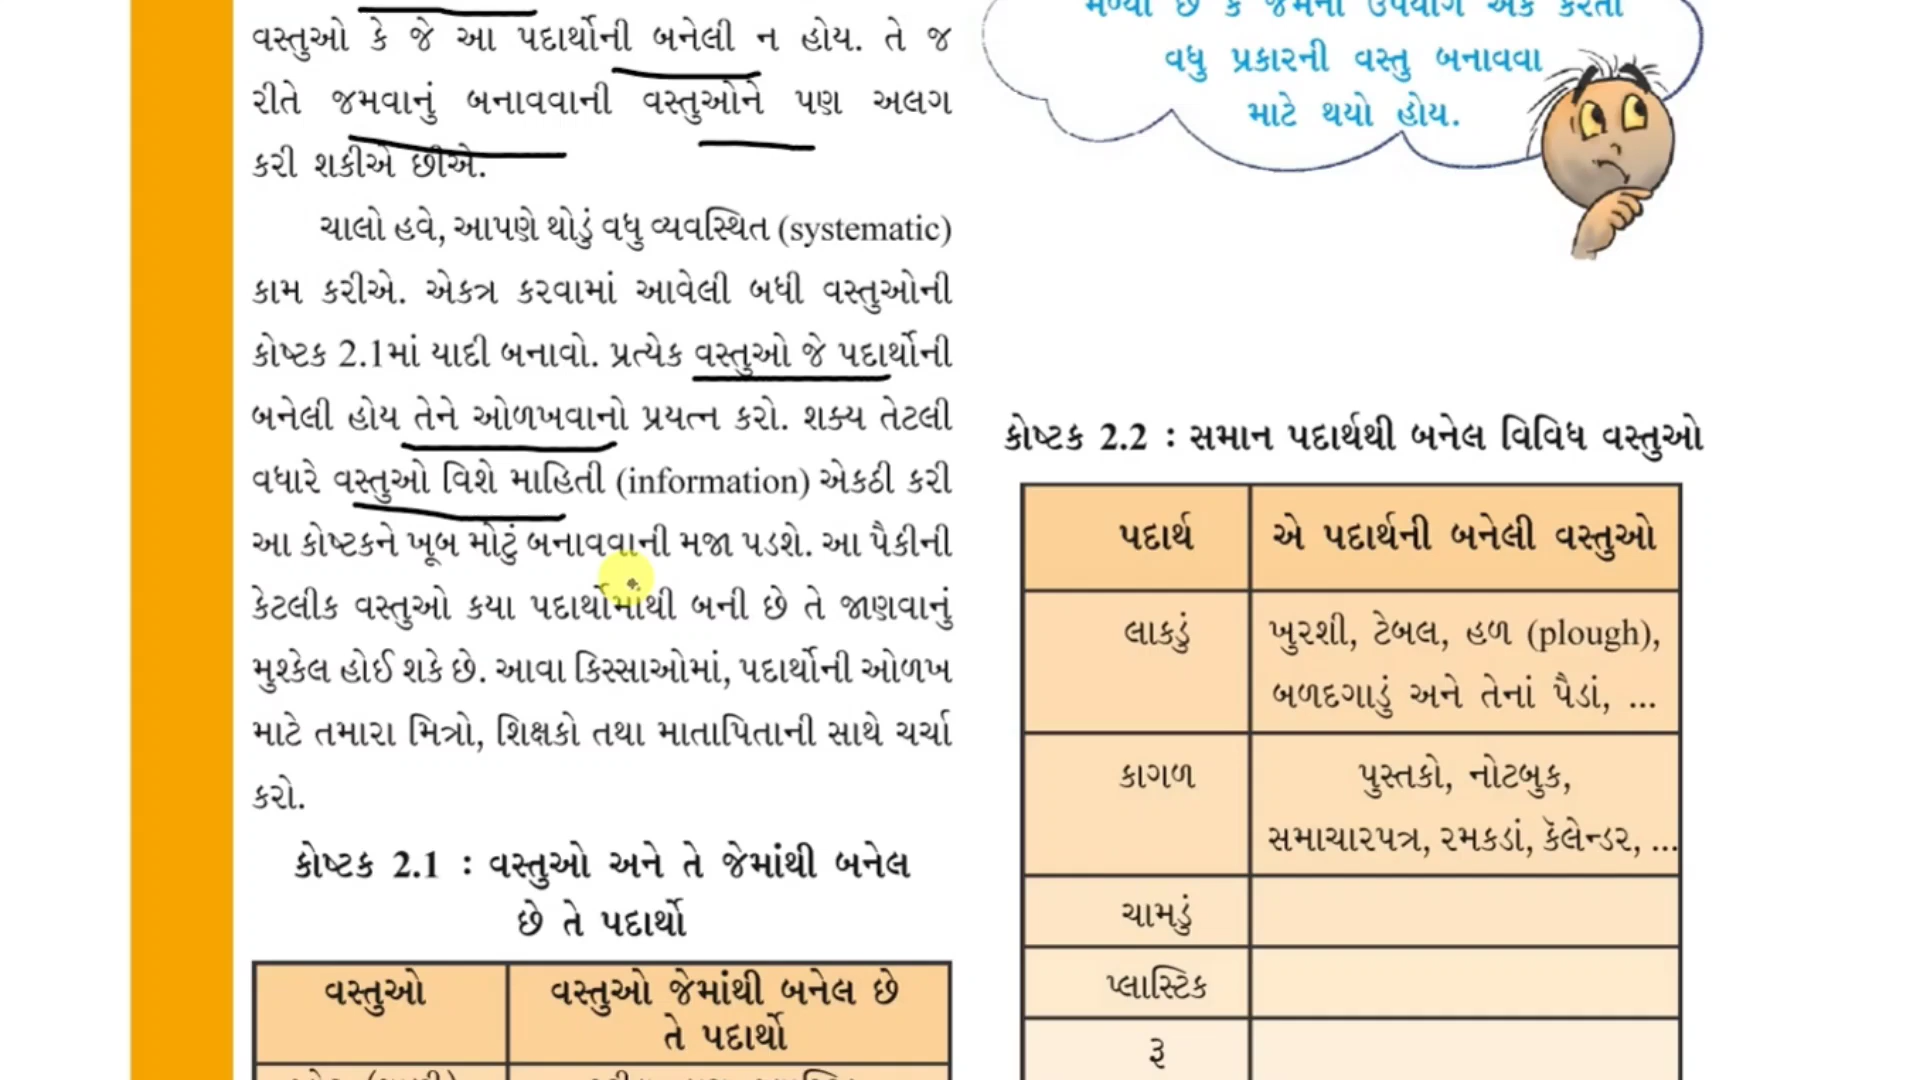 વસ્તુઓ કે જે આ પદાર્થોની બનેલી ન હોય. તે જ
રીતે જમવાનું બનાવવાની વસ્તુઓને પણ અલગ
કરી શકીએ છીએ.
ચાલો હવે, આપણે થોડું વધુ વ્યવસ્થિત (systematic)
કામ કરીએ. એકત્ર કરવામાં આવેલી બધી વસ્તુઓની
કોષ્ટક 2.1માં યાદી બનાવો. પ્રત્યેક વસ્તુઓ જે પદાર્થોની
બનેલી હોય તેને ઓળખવાનો પ્રયત્ન કરો. શક્ય તેટલી
વધારે વસ્તુઓ વિશે માહિતી (information) એકઠી કરી
આ કોષ્ટકને ખૂબ મોટું બનાવવાની મજા પડશે. આ પૈકીની
કેટલીક વસ્તુઓ કયા પદાર્થોમાંથી બની છે તે જાણવાનું
મુશ્કેલ હોઈ શકે છે. આવા કિસ્સાઓમાં, પદાર્થોની ઓળખ
માટે તમારા મિત્રો, શિક્ષકો તથા માતાપિતાની સાથે ચર્ચા
કરો.
કોષ્ટક 2.1 : વસ્તુઓ અને તે જેમાંથી બનેલ
છે તે પદાર્થો
વસ્તુઓ
વસ્તુઓ જેમાંથી બનેલ છે
તે પદાર્થો
મળ્યા છે કે જેમનો ઉપયોગ એક કરતાં
વધુ પ્રકારની વસ્તુ બનાવવા
માટે થયો હોય.
કોષ્ટક 2.2 : સમાન પદાર્થથી બનેલ વિવિધ વસ્તુઓ
પદાર્થ
એ પદાર્થની બનેલી વસ્તુઓ
લાકડું
ખુરશી, ટેબલ, હળ (plough),
બળદગાડું અને તેનાં પૈડાં, ...
કાગળ
પુસ્તકો, નોટબુક,
સમાચારપત્ર, રમકડાં, કૅલેન્ડર, ...
ચામડું
પ્લાસ્ટિક
રૂ